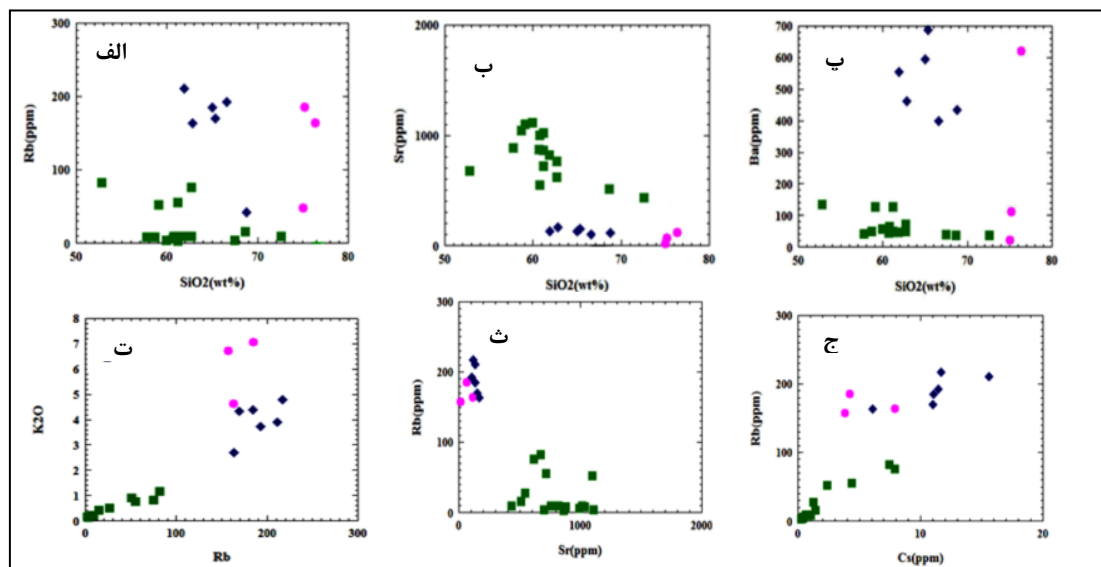 الف
300
200
100
0
Rb(ppm)
50 60 70 80
SiO2(wt%)
ب
2000
1000
0
Sr(ppm)
50 60 70 80
SiO2(wt%)
پ
700
600
500
400
300
200
100
0
Ba(ppm)
50 60 70 80
SiO2(wt%)
ت_
8
7
6
5
4
3
2
1
0
K2O
0 100 200 300
Rb
ث
300
200
100
0
Rb(ppm)
0 1000 2000
Sr(ppm)
ج
300
200
100
0
Rb(ppm)
0 10 20
Cs(ppm)